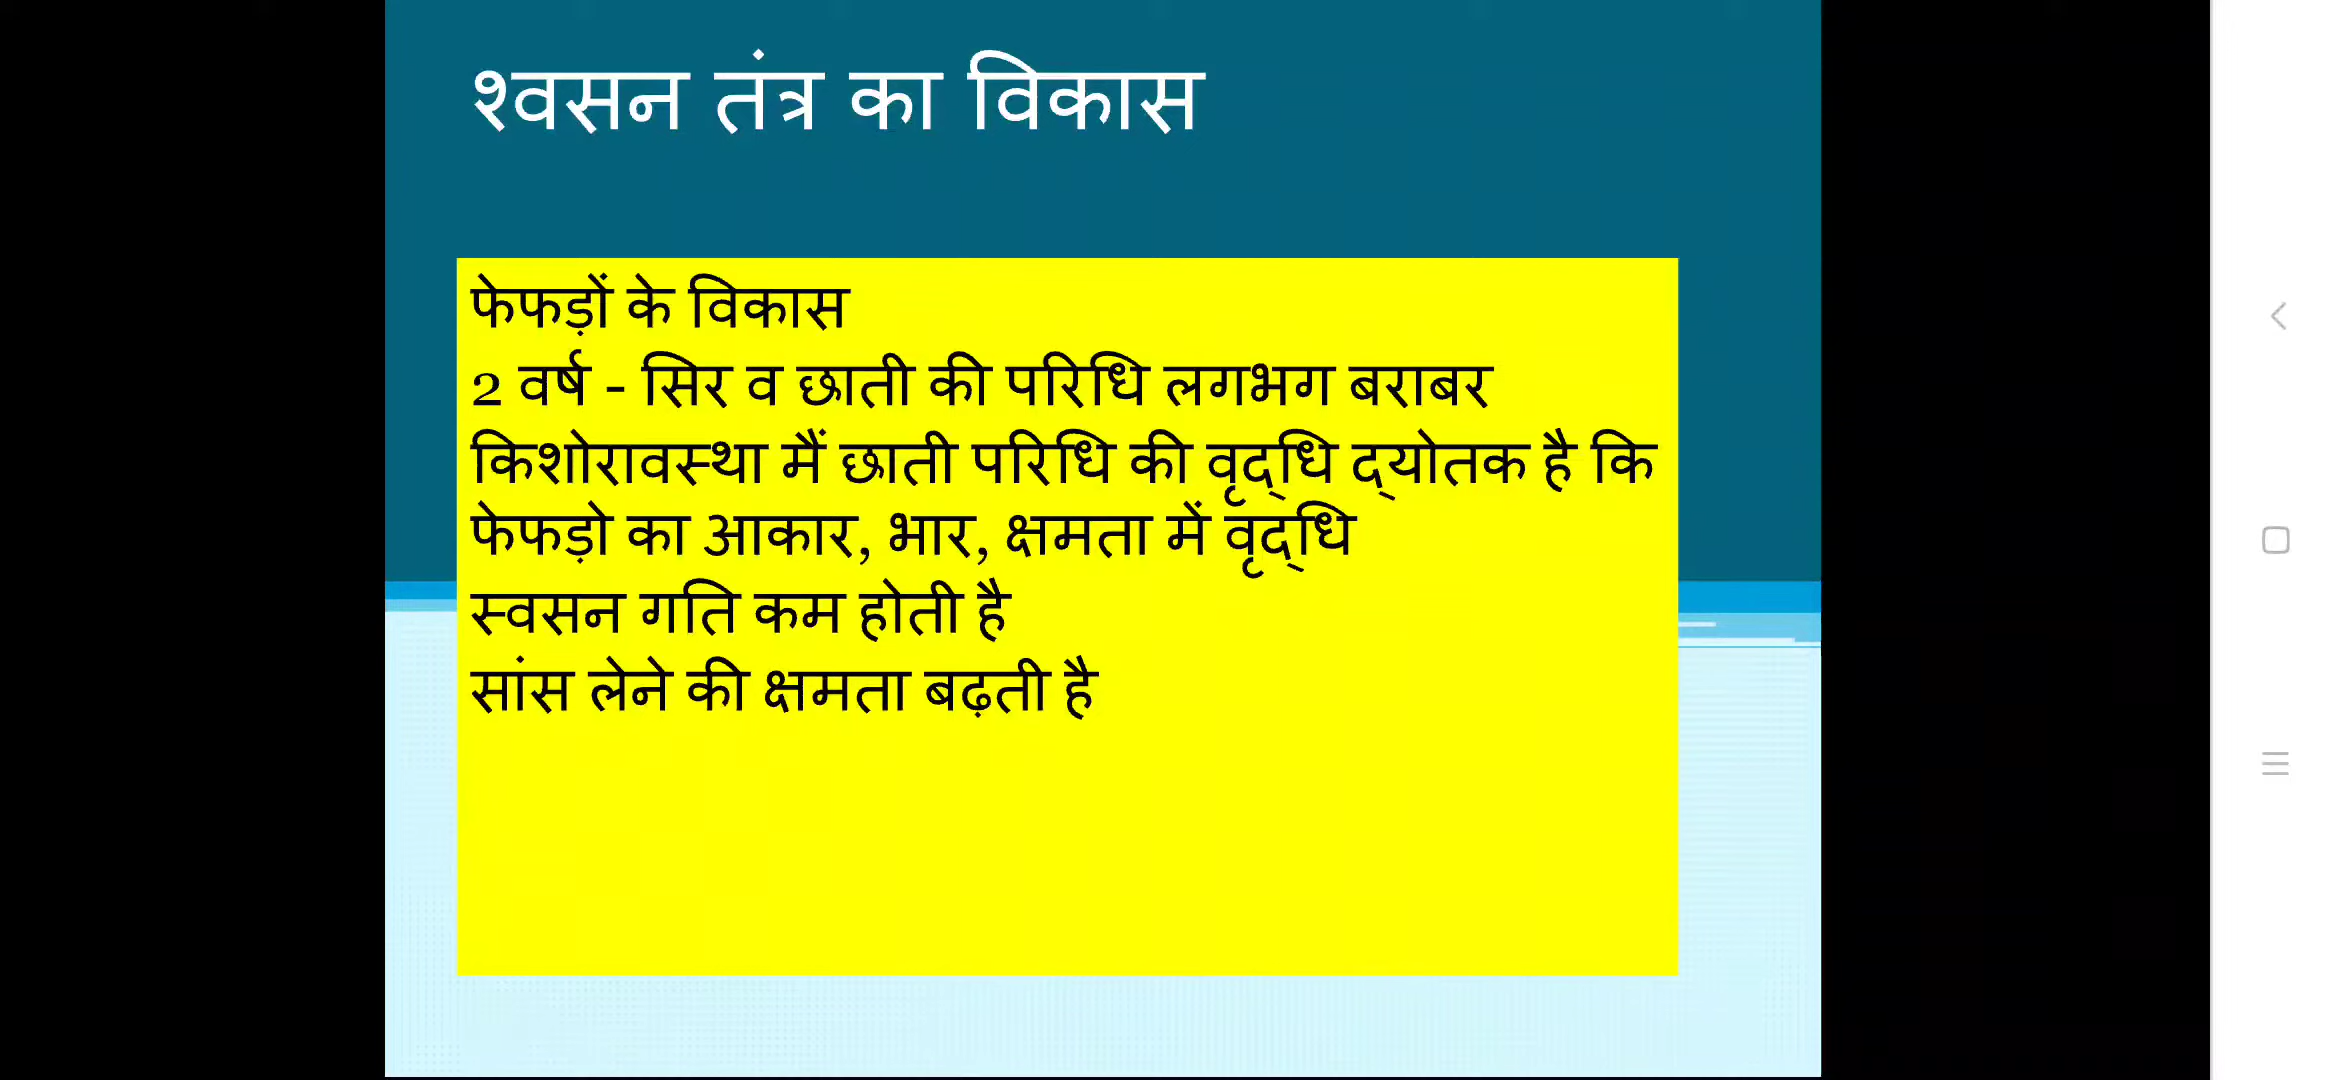 श्वसन तंत्र का विकास
फेफड़ों के विकास
2 वर्ष - सिर व छाती की परिधि लगभग बराबर
किशोरावस्था मैं छाती परिधि की वृद्धि द्योतक है कि
फेफड़ो का आकार, भार, क्षमता में वृद्धि
स्वसन गति कम होती है
सांस लेने की क्षमता बढ़ती है